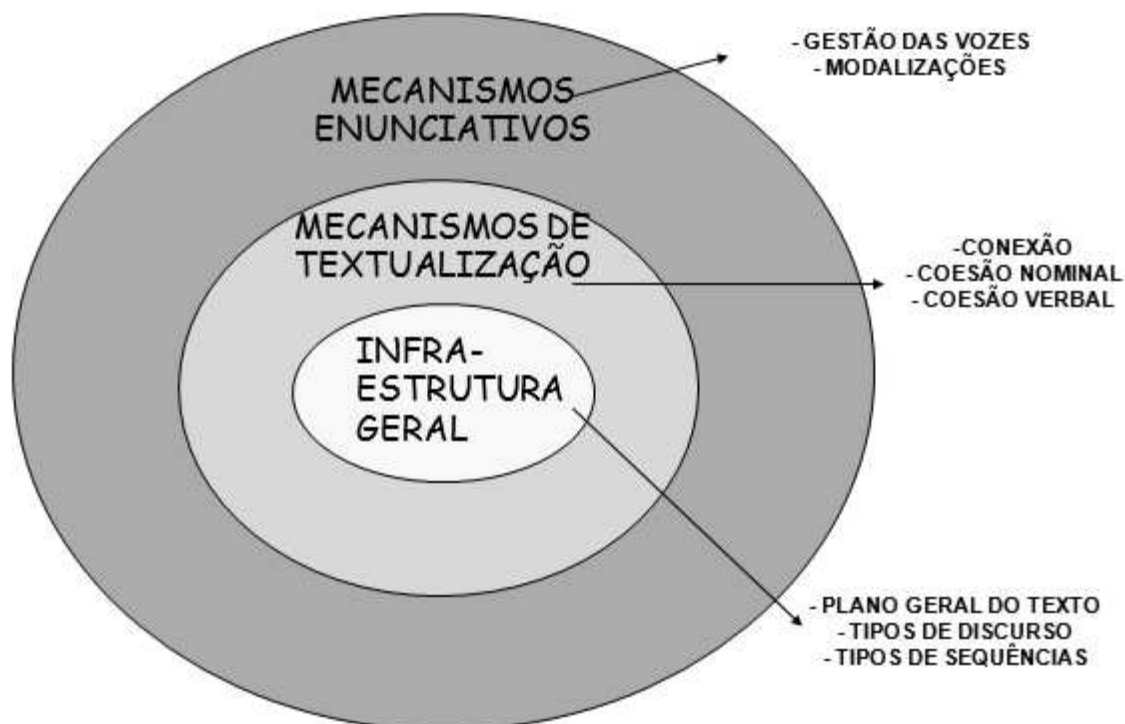 - GESTÃO DAS VOZES
- MODALIZAÇÕES
MECANISMOS
ENUNCIATIVOS
MECANISMOS DE
TEXTUALIZAÇÃO
-CONEXÃO
- COESÃO NOMINAL
- COESÃO VERBAL
INFRA-
ESTRUTURA
GERAL
- PLANO GERAL DO TEXTO
- TIPOS DE DISCURSO
- TIPOS DE SEQUÊNCIAS